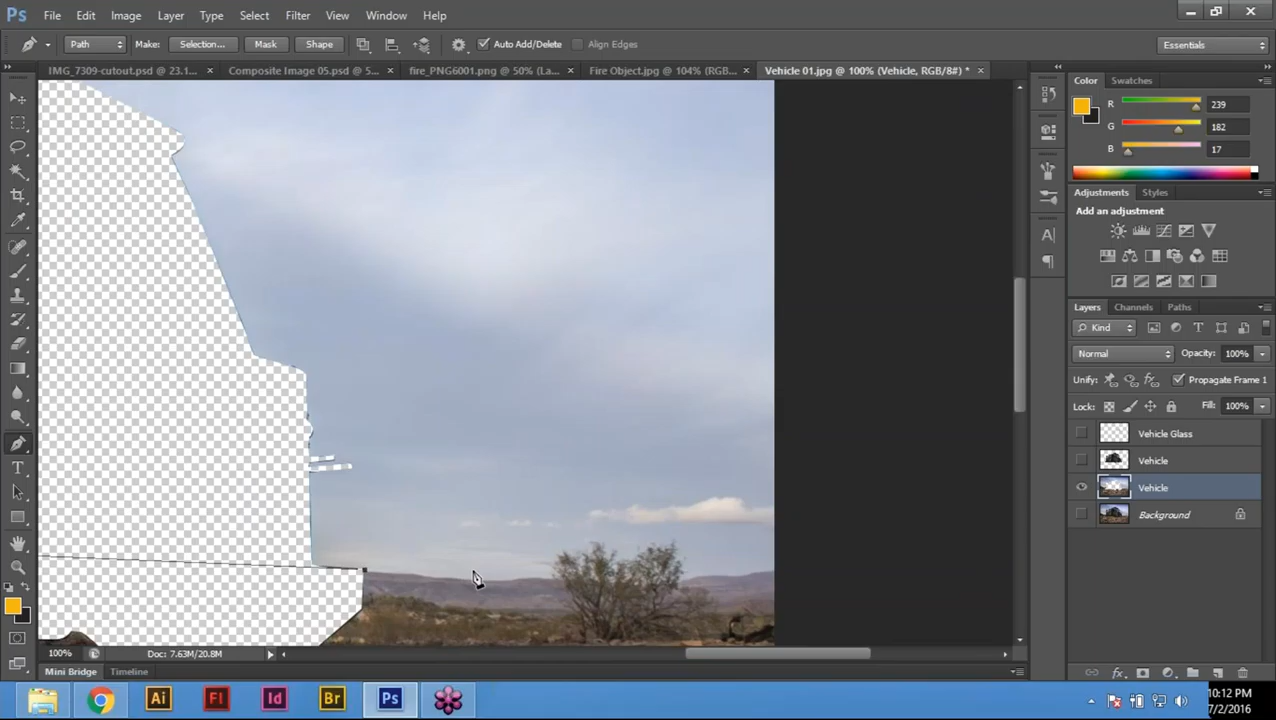 Ps File Edit Image Layer Type Select Filter View Window Help
Path Make: Selection... Mask Shape Auto Add/Delete Align Edges Essentials
IMG_7309-cutout.psd @ 23.1... × Composite Image 05.psd @ 5... × fire_PNG6001.png @ 50% (La... × Fire Object.jpg @ 104% (RGB... × Vehicle 01.jpg @ 100% (Vehicle, RGB/8#) * ×
Color Swatches
R 239
G 182
B 17
Adjustments Styles
Add an adjustment
Layers Channels Paths
Kind
Normal Opacity: 100%
Unify: Propagate Frame 1
Lock: Fill: 100%
Vehicle Glass
Vehicle
Vehicle
Background
100% Doc: 7.63M/20.8M
Mini Bridge Timeline
Ai Fl Id Br Ps
10:12 PM
7/2/2016